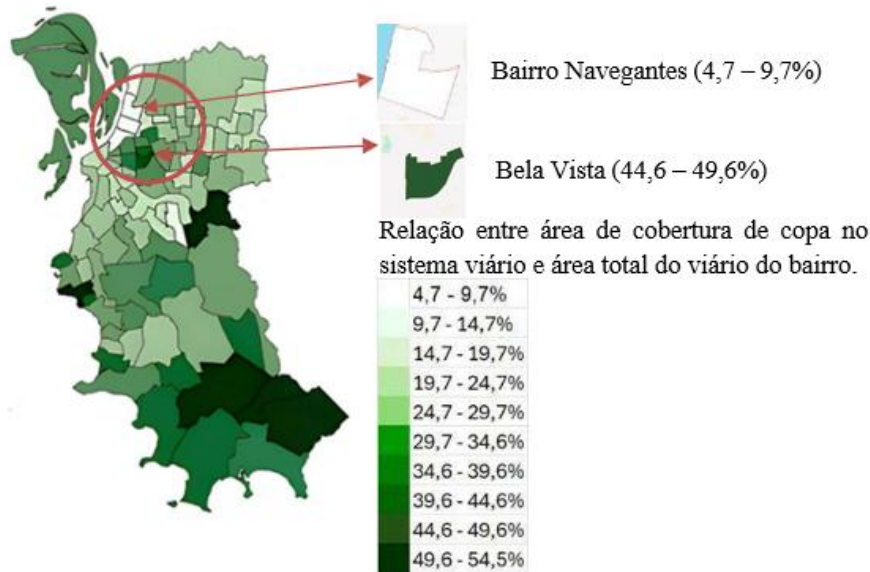 Bairro Navegantes (4,7 – 9,7%)
Bela Vista (44,6 – 49,6%)
Relação entre área de cobertura de copa no
sistema viário e área total do viário do bairro.
4,7 - 9,7%
9,7 - 14,7%
14,7 - 19,7%
19,7 - 24,7%
24,7 - 29,7%
29,7 - 34,6%
34,6 - 39,6%
39,6 - 44,6%
44,6 - 49,6%
49,6 - 54,5%